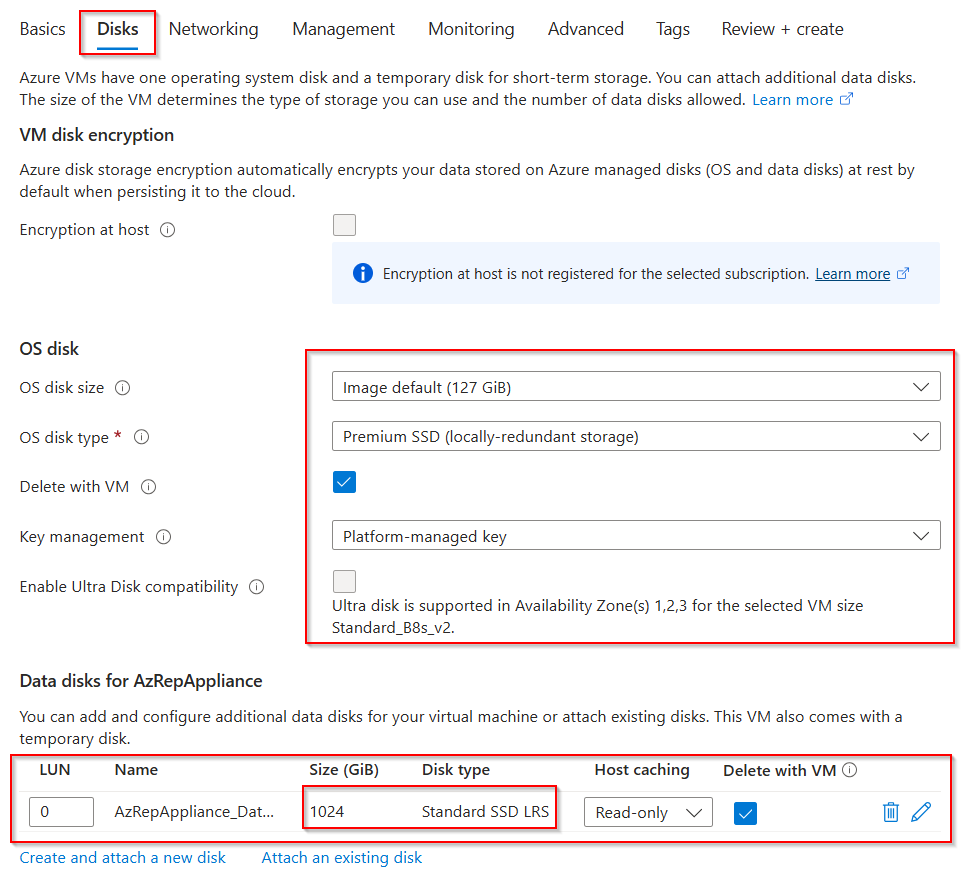 Basics Disks Networking Management Monitoring Advanced Tags Review + create
Azure VMs have one operating system disk and a temporary disk for short-term storage. You can attach additional data disks.
The size of the VM determines the type of storage you can use and the number of data disks allowed. Learn more
VM disk encryption
Azure disk storage encryption automatically encrypts your data stored on Azure managed disks (OS and data disks) at rest by
default when persisting it to the cloud.
Encryption at host
Encryption at host is not registered for the selected subscription. Learn more
OS disk
OS disk size Image default (127 GiB)
OS disk type * Premium SSD (locally-redundant storage)
Delete with VM
Key management Platform-managed key
Enable Ultra Disk compatibility
Ultra disk is supported in Availability Zone(s) 1,2,3 for the selected VM size
Standard_B8s_v2.
Data disks for AzRepAppliance
You can add and configure additional data disks for your virtual machine or attach existing disks. This VM also comes with a
temporary disk.
LUN Name Size (GiB) Disk type Host caching Delete with VM
0 AzRepAppliance_Dat... 1024 Standard SSD LRS Read-only
Create and attach a new disk Attach an existing disk